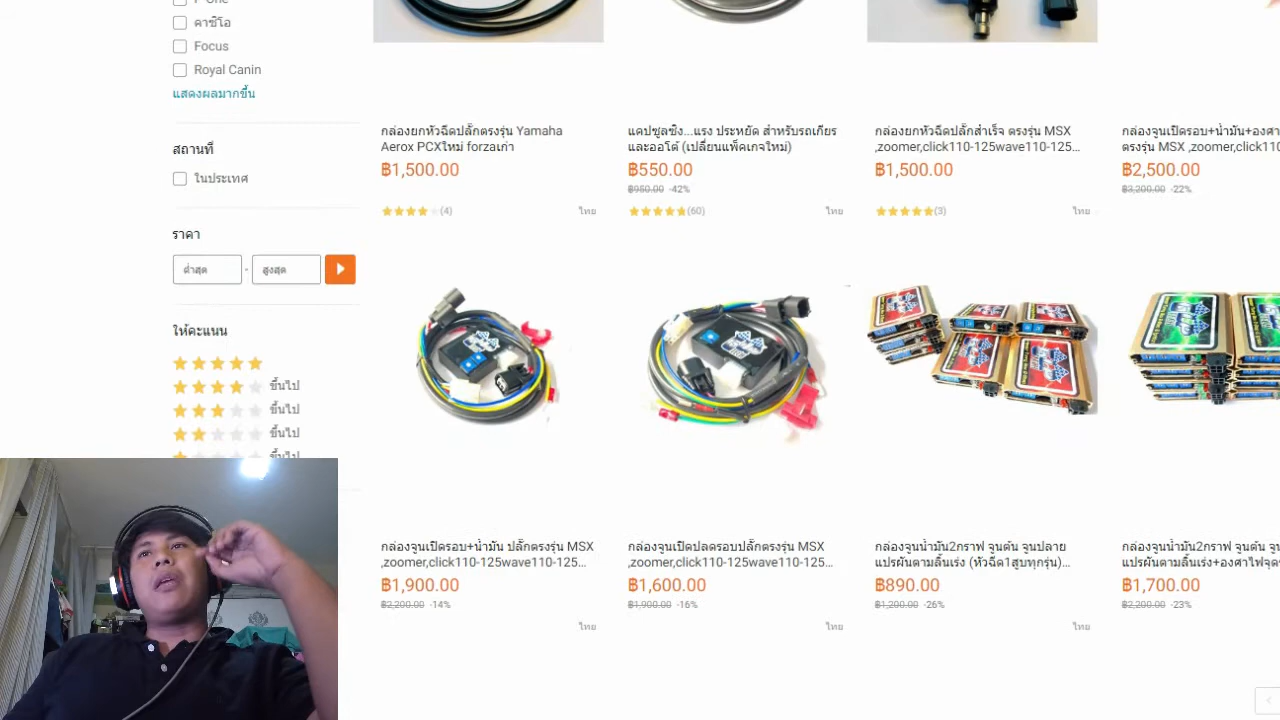 คาซีโอ
Focus
Royal Canin
แสดงผลมากขึ้น
สถานที่
ในประเทศ
ราคา
ต่ำสุด - สูงสุด
ให้คะแนน
ขึ้นไป
ขึ้นไป
ขึ้นไป
ขึ้นไป
กล่องยกหัวฉีดปลั๊กตรงรุ่น Yamaha
Aerox PCXใหม่ forzaเก่า
฿1,500.00
(4)
ไทย
แคปซูลซิ่ง...แรง ประหยัด สำหรับรถเกียร
และออโต้ (เปลี่ยนแพ็คเกจใหม่)
฿550.00
฿950.00 -42%
(60)
ไทย
กล่องยกหัวฉีดปลั๊กสำเร็จ ตรงรุ่น MSX
,zoomer,click110-125wave110-125...
฿1,500.00
(3)
ไทย
กล่องจูนเปิดรอบ+น้ำมัน+องศา
ตรงรุ่น MSX ,zoomer,click110
฿2,500.00
฿3,200.00 -22%
กล่องจูนเปิดรอบ+น้ำมัน ปลั๊กตรงรุ่น MSX
,zoomer,click110-125wave110-125...
฿1,900.00
฿2,200.00 -14%
ไทย
กล่องจูนเปิดปลดรอบปลั๊กตรงรุ่น MSX
,zoomer,click110-125wave110-125...
฿1,600.00
฿1,900.00 -16%
ไทย
กล่องจูนน้ำมัน2กราฟ จูนต้น จูนปลาย
แปรผันตามลิ้นเร่ง (หัวฉีด1สูบทุกรุ่น)...
฿890.00
฿1,200.00 -26%
ไทย
กล่องจูนน้ำมัน2กราฟ จูนต้น
แปรผันตามลิ้นเร่ง+องศาไฟจุด
฿1,700.00
฿2,200.00 -23%